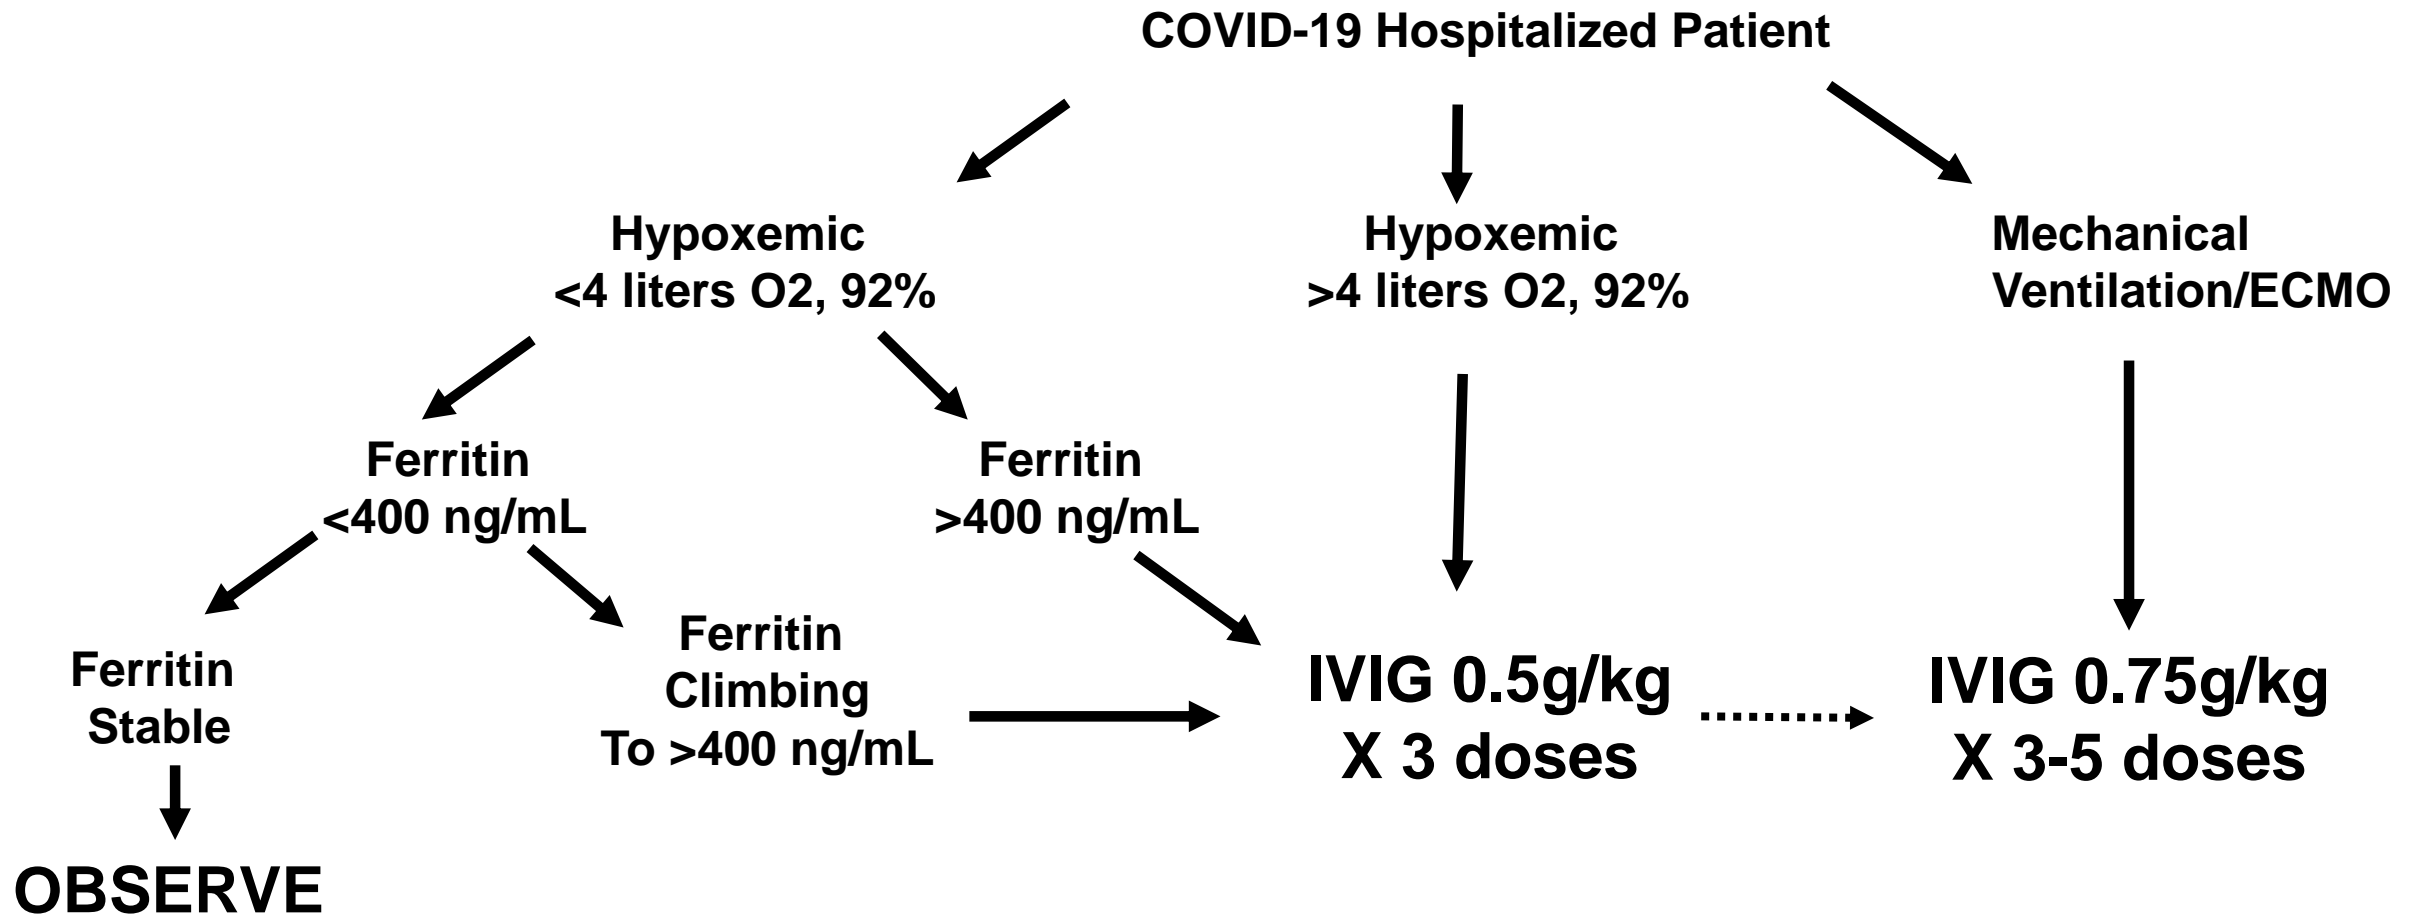 COVID-19 Hospitalized Patient
Hypoxemic
<4 liters O2, 92%
Hypoxemic
>4 liters O2, 92%
Mechanical
Ventilation/ECMO
Ferritin
<400 ng/mL
Ferritin
>400 ng/mL
Ferritin
Stable
Ferritin
Climbing
To >400 ng/mL
IVIG 0.5g/kg
X 3 doses
IVIG 0.75g/kg
X 3-5 doses
OBSERVE